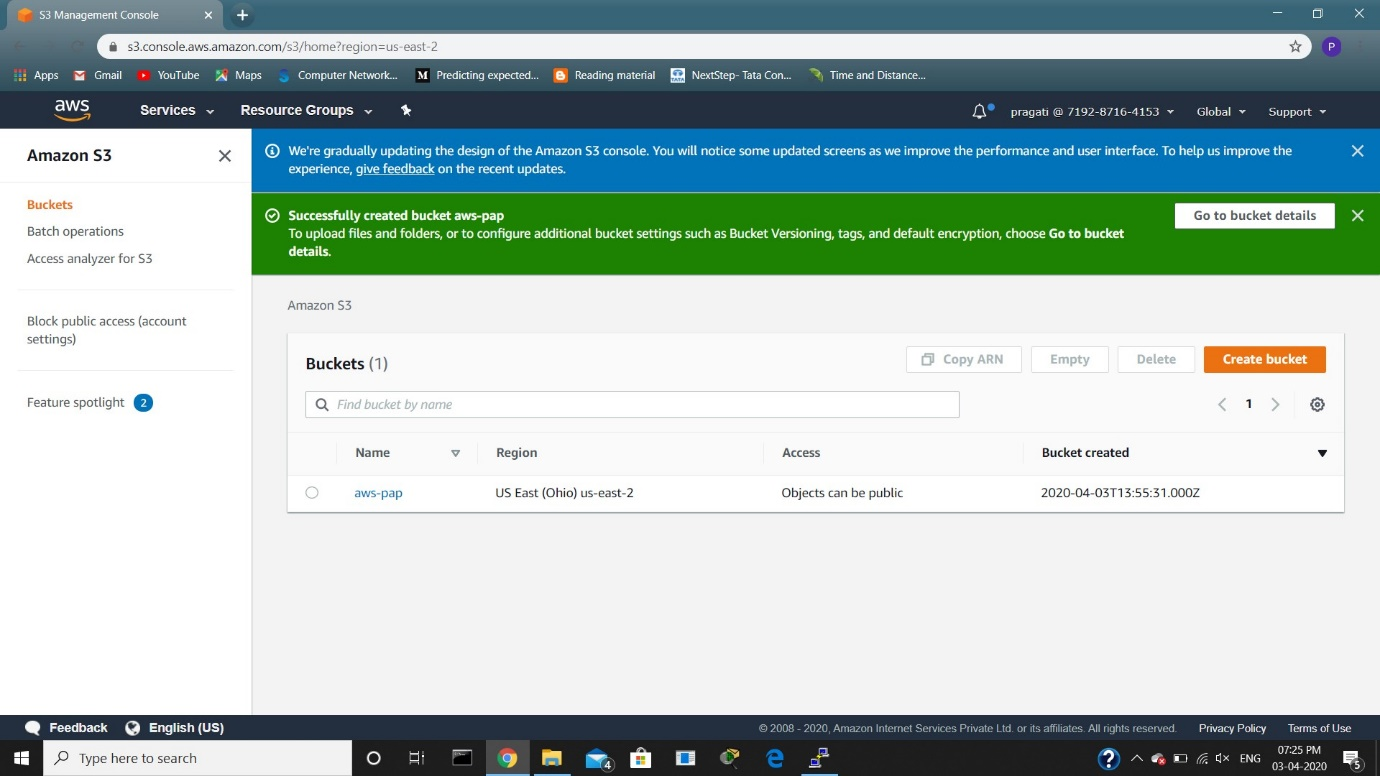 S3 Management Console
s3.console.aws.amazon.com/s3/home?region=us-east-2
P
Apps Gmail YouTube Maps Computer Network... Predicting expected... Reading material NextStep- Tata Con... Time and Distance...
aws Services Resource Groups pragati @ 7192-8716-4153 Global Support
Amazon S3
Buckets
Batch operations
Access analyzer for S3
Block public access (account
settings)
Feature spotlight 2
We're gradually updating the design of the Amazon S3 console. You will notice some updated screens as we improve the performance and user interface. To help us improve the
experience, give feedback on the recent updates.
Successfully created bucket aws-pap
To upload files and folders, or to configure additional bucket settings such as Bucket Versioning, tags, and default encryption, choose Go to bucket
details.
Go to bucket details
Amazon S3
Buckets (1)
Copy ARN Empty Delete Create bucket
Find bucket by name
1
Name Region Access Bucket created
aws-pap US East (Ohio) us-east-2 Objects can be public 2020-04-03T13:55:31.000Z
Feedback English (US) © 2008 - 2020, Amazon Internet Services Private Ltd. or its affiliates. All rights reserved. Privacy Policy Terms of Use
Type here to search
4
ENG
07:25 PM
03-04-2020
5